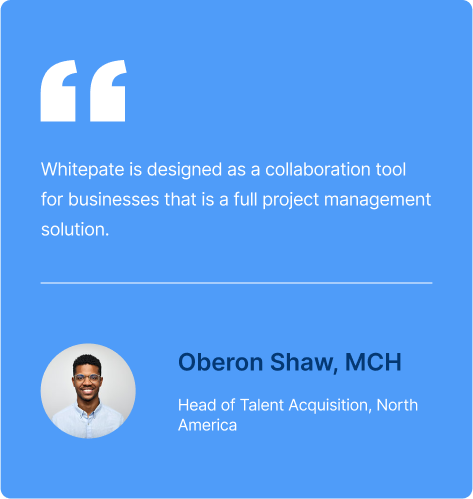 Whitepate is designed as a collaboration tool
for businesses that is a full project management
solution.
Oberon Shaw, MCH
Head of Talent Acquisition, North
America